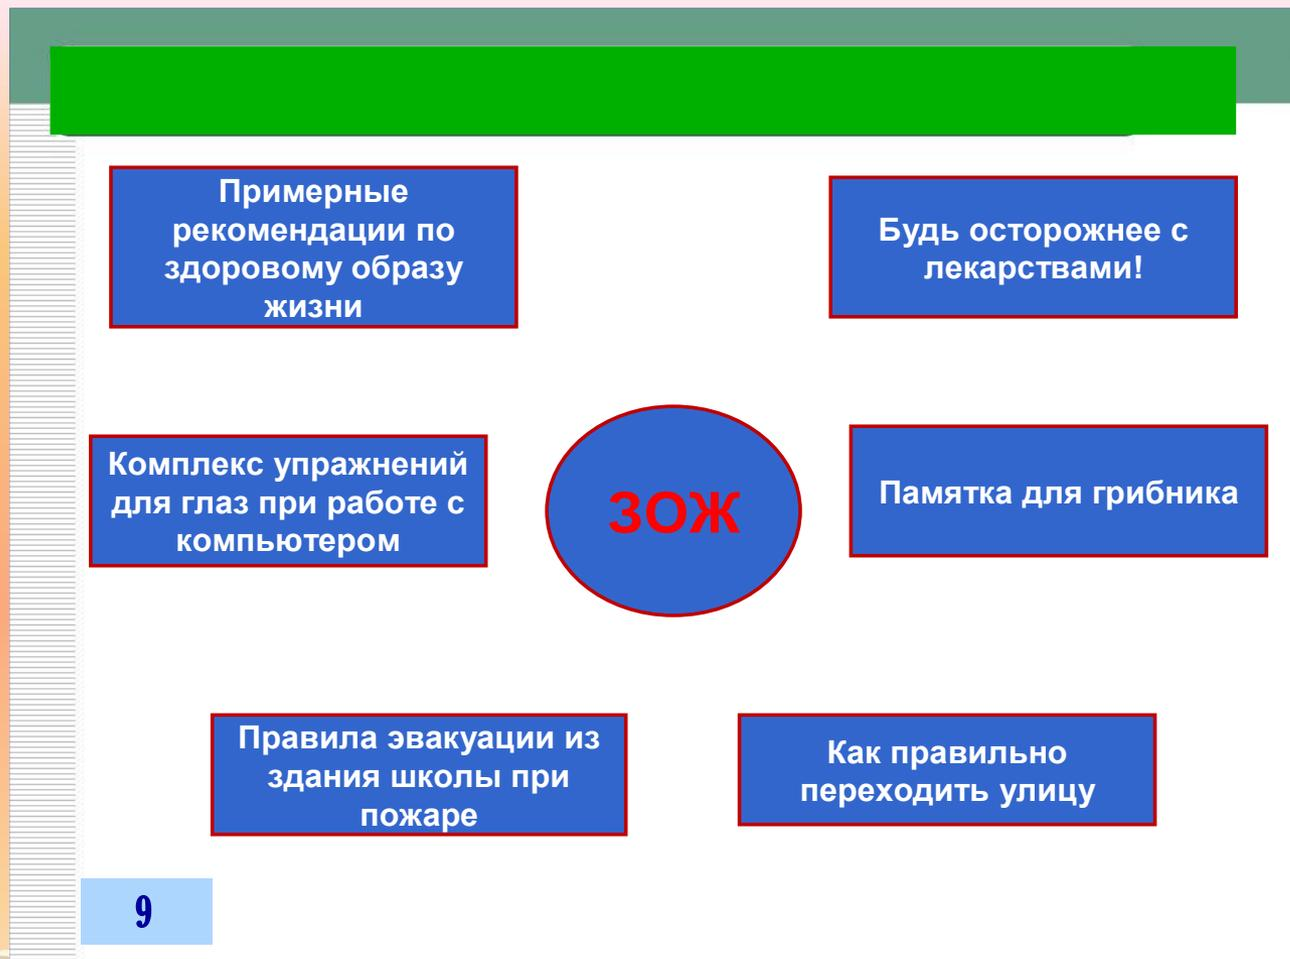 Примерные
рекомендации по
здоровому образу
жизни
Будь осторожнее с
лекарствами!
Комплекс упражнений
для глаз при работе с
компьютером
ЗОЖ
Памятка для грибника
Правила эвакуации из
здания школы при
пожаре
Как правильно
переходить улицу
9